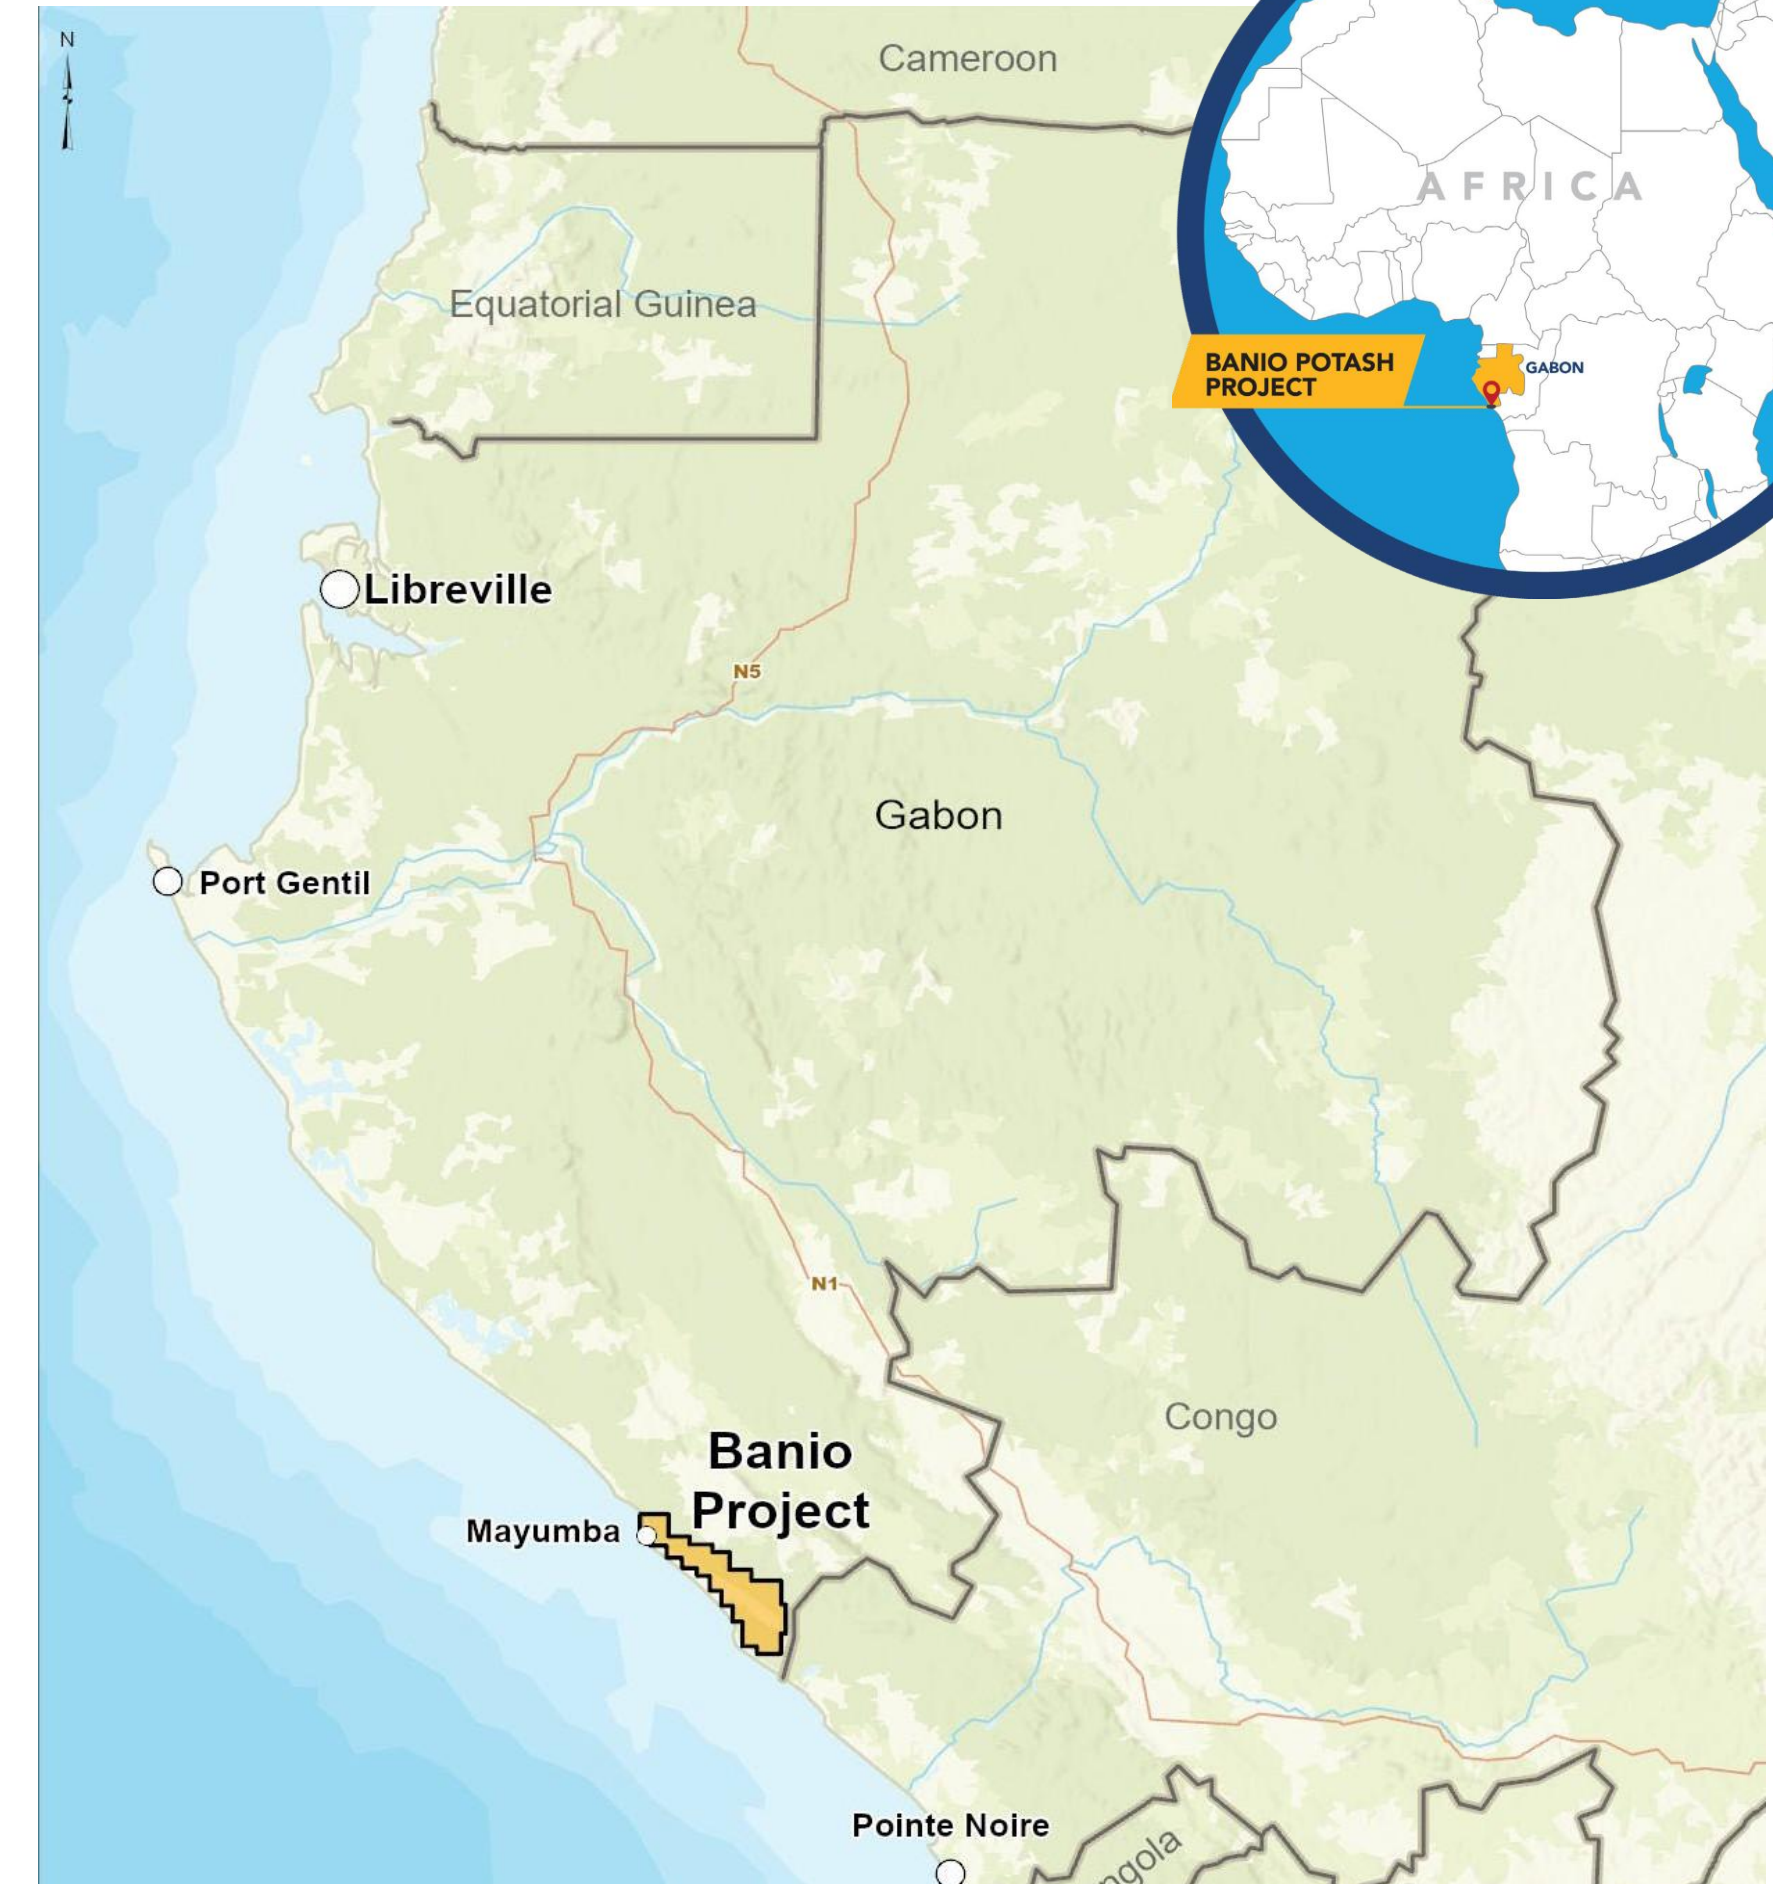 N
Cameroon
AFRICA
Equatorial Guinea
BANIO POTASH
PROJECT
GABON
Libreville
N5
Gabon
Port Gentil
N1
Congo
Banio
Project
Mayumba
Pointe Noire
ngola